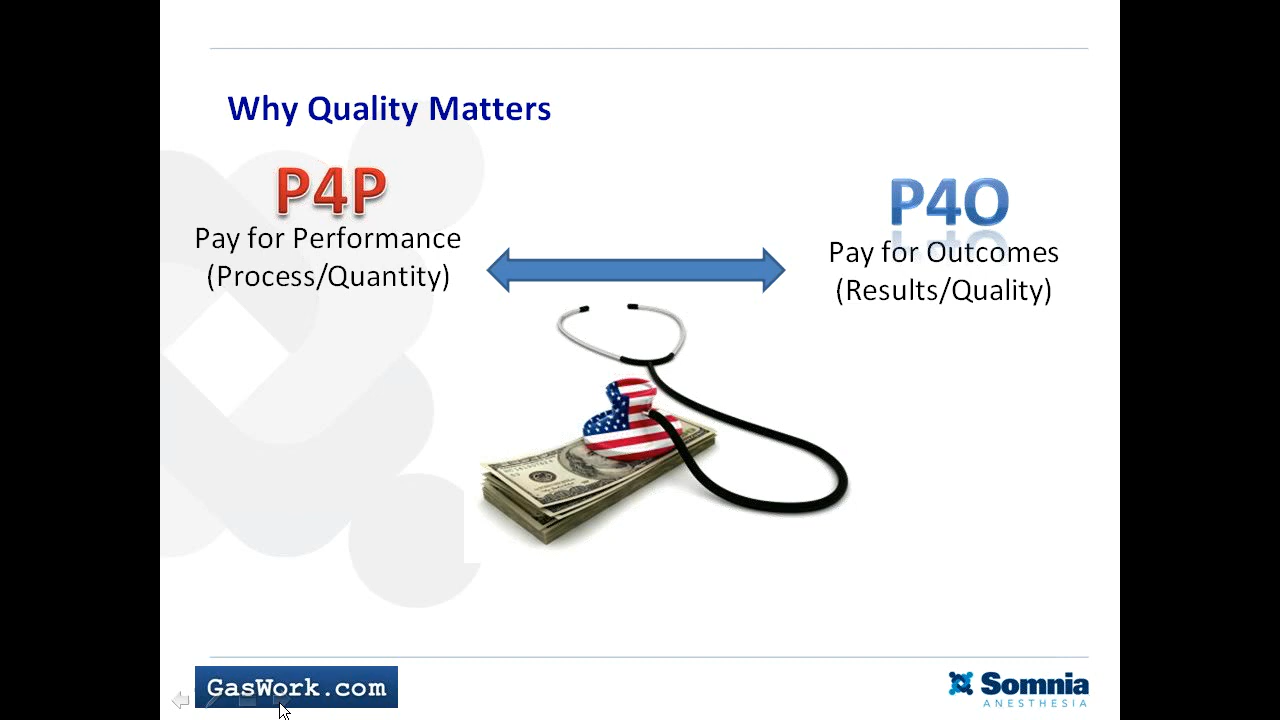 Why Quality Matters
P4P
Pay for Performance
(Process/Quantity)
P4O
Pay for Outcomes
(Results/Quality)
GasWork.com
Somnia
ANESTHESIA